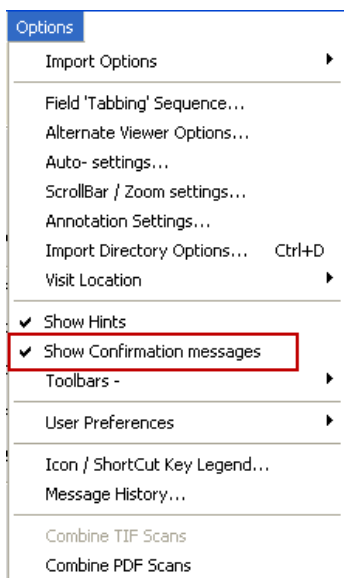 Options
Import Options
Field 'Tabbing' Sequence...
Alternate Viewer Options...
Auto- settings...
ScrollBar / Zoom settings...
Annotation Settings...
Import Directory Options... Ctrl+D
Visit Location
Show Hints
Show Confirmation messages
Toolbars -
User Preferences
Icon / ShortCut Key Legend...
Message History...
Combine TIF Scans
Combine PDF Scans